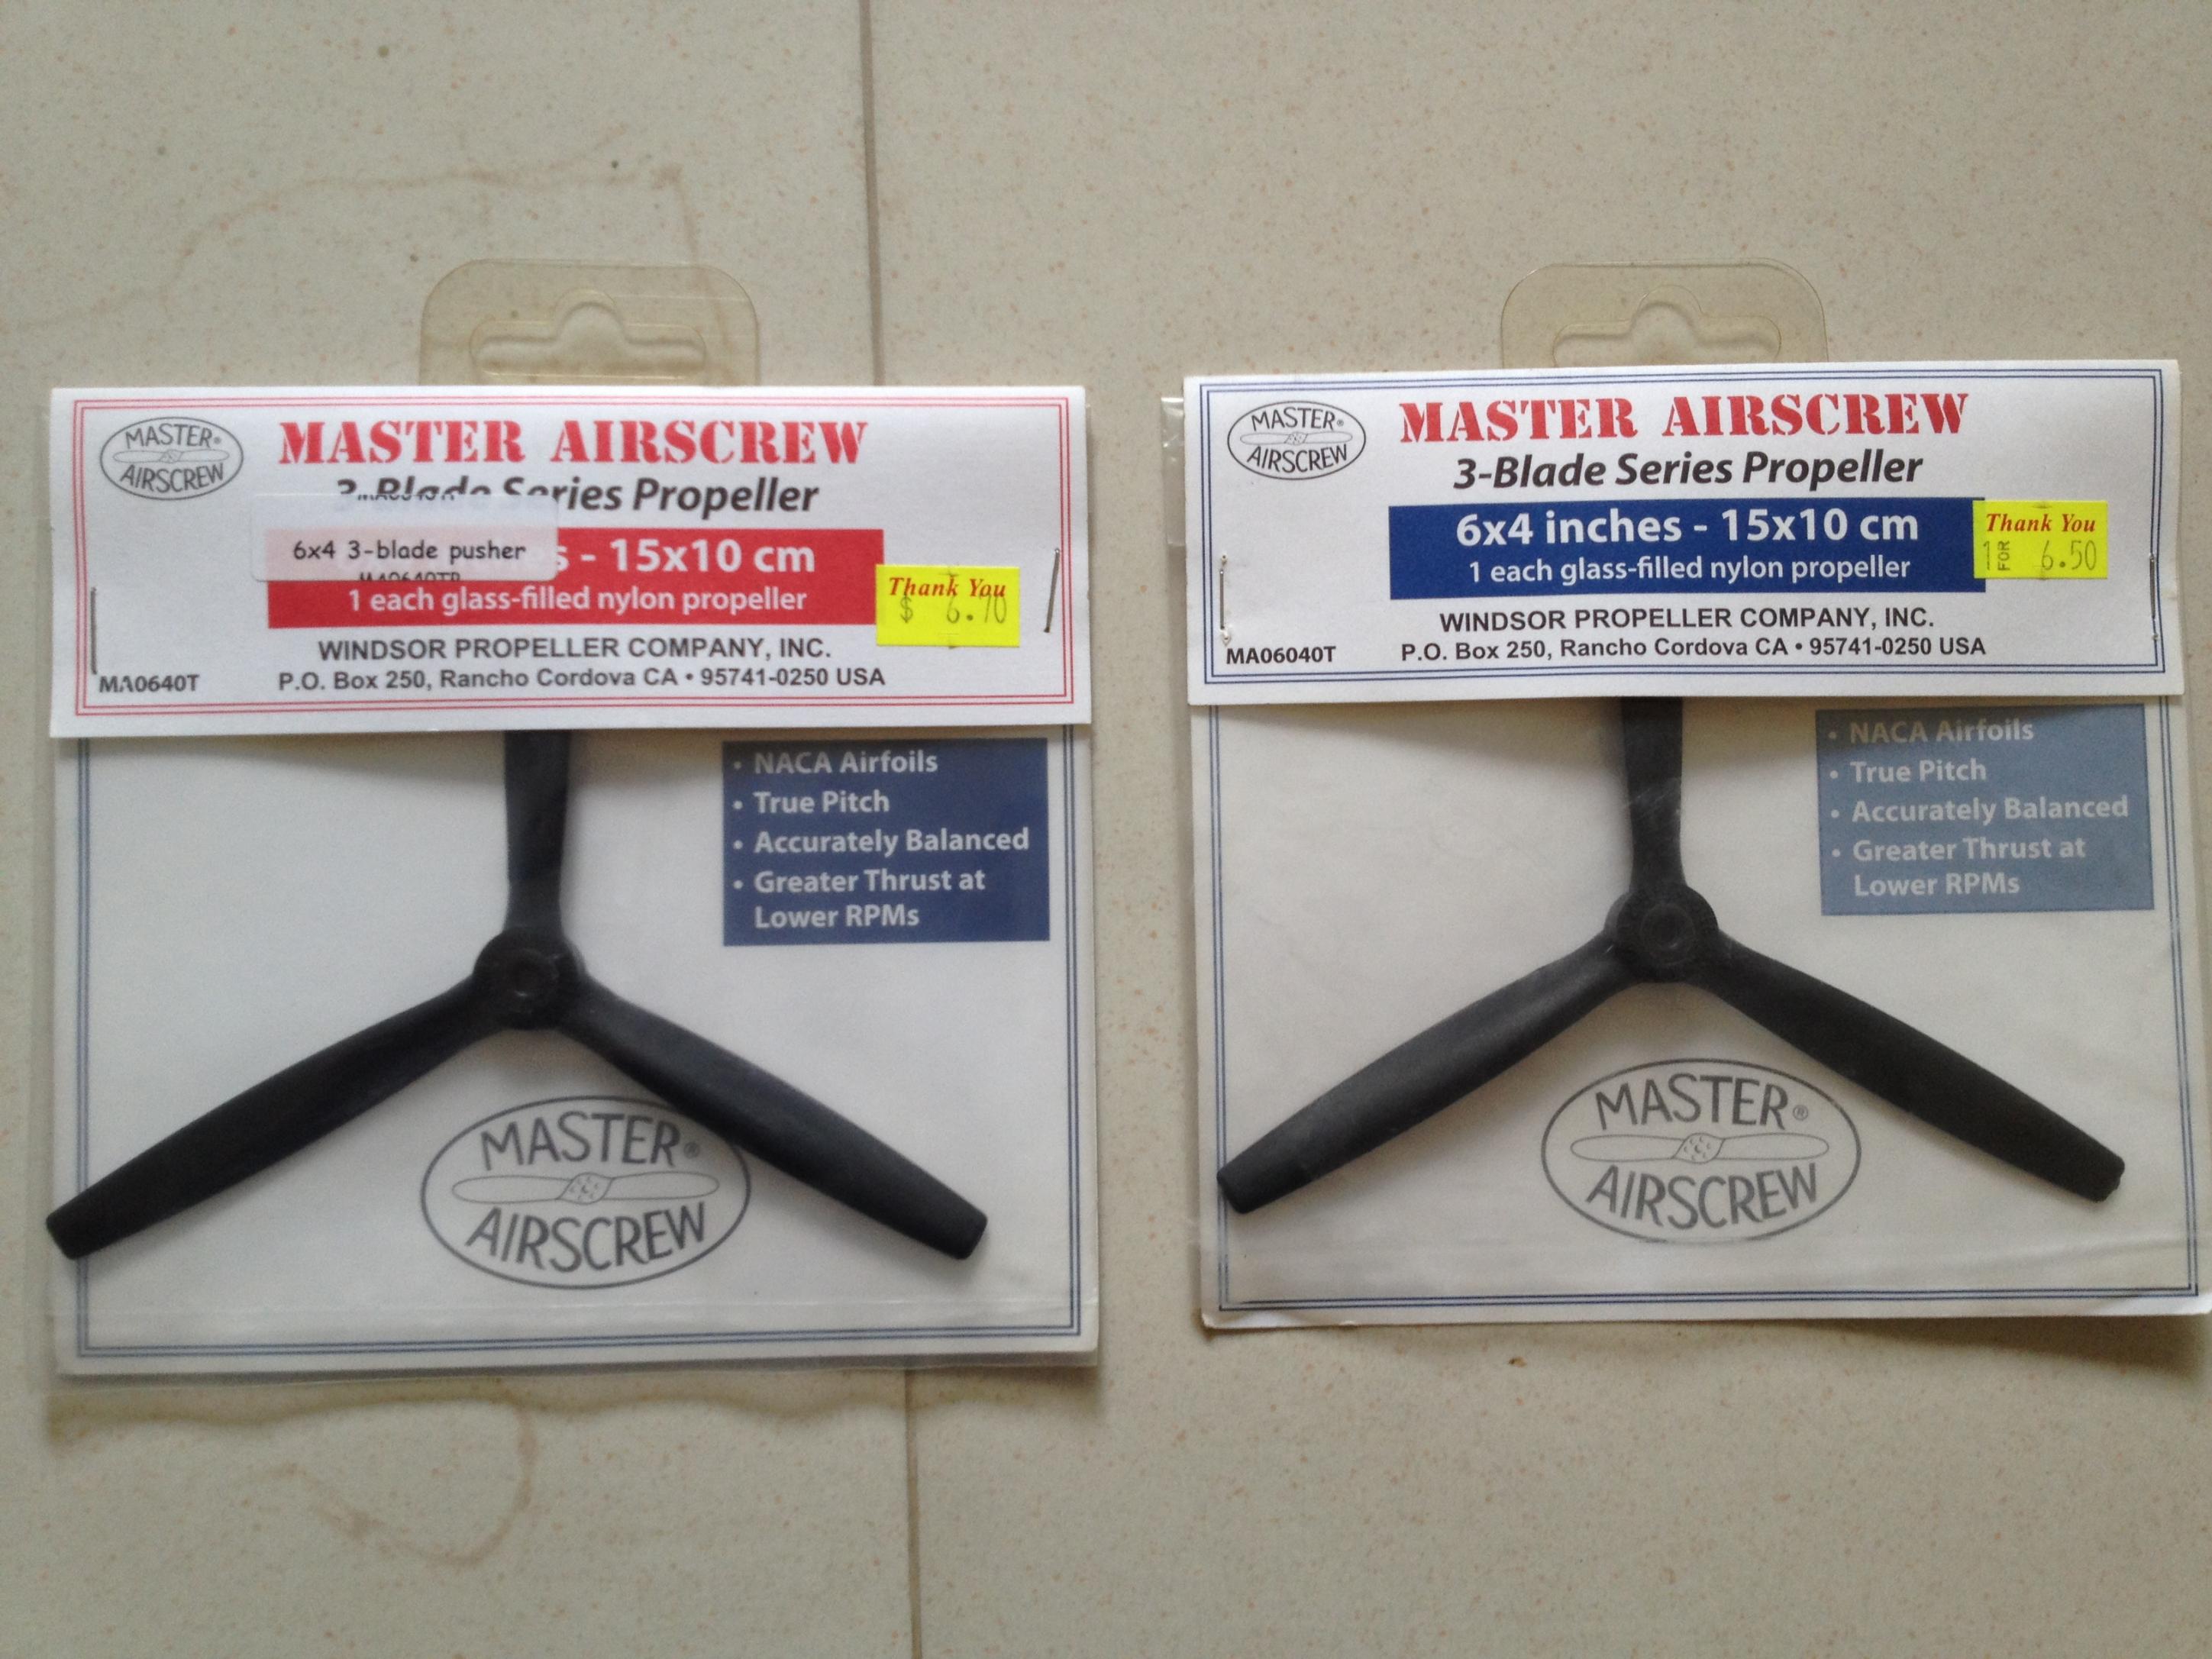 MASTER®
AIRSCREW
MASTER AIRSCREW
3-Blade Series Propeller
6x4 3-blade pusher
s - 15x10 cm
1 each glass-filled nylon propeller
Thank You
$
WINDSOR PROPELLER COMPANY, INC.
P.O. Box 250, Rancho Cordova CA • 95741-0250 USA
MA0640T
• NACA Airfoils
• True Pitch
• Accurately Balanced
• Greater Thrust at
Lower RPMs
MASTER®
AIRSCREW
MASTER®
AIRSCREW
MASTER AIRSCREW
3-Blade Series Propeller
6x4 inches - 15x10 cm
1 each glass-filled nylon propeller
Thank You
1 FOR 6.50
WINDSOR PROPELLER COMPANY, INC.
P.O. Box 250, Rancho Cordova CA • 95741-0250 USA
MA06040T
• NACA Airfoils
• True Pitch
• Accurately Balanced
• Greater Thrust at
Lower RPMs
MASTER®
AIRSCREW